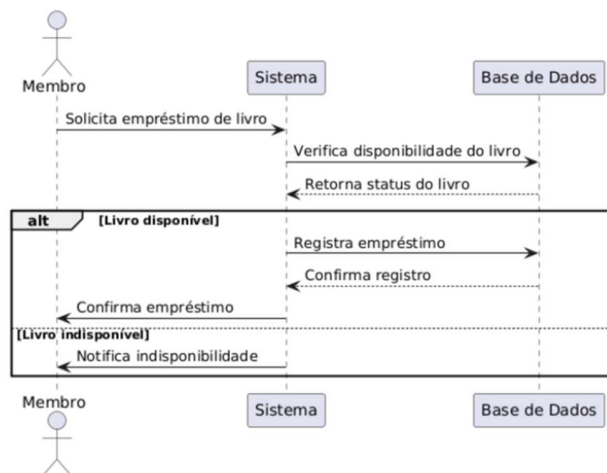 Membro
Sistema
Base de Dados
Solicita empréstimo de livro
Verifica disponibilidade do livro
Retorna status do livro
alt [Livro disponível]
Registra empréstimo
Confirma registro
Confirma empréstimo
[Livro indisponível]
Notifica indisponibilidade
Membro
Sistema
Base de Dados